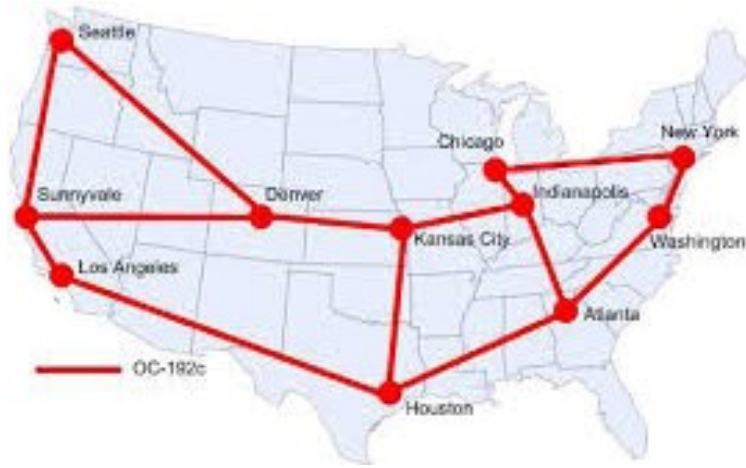 Seattle
New York
Chicago
Sunnyvale
Denver
Indianapolis
Kansas City
Washington
Los Angeles
Atlanta
OC-192c
Houston